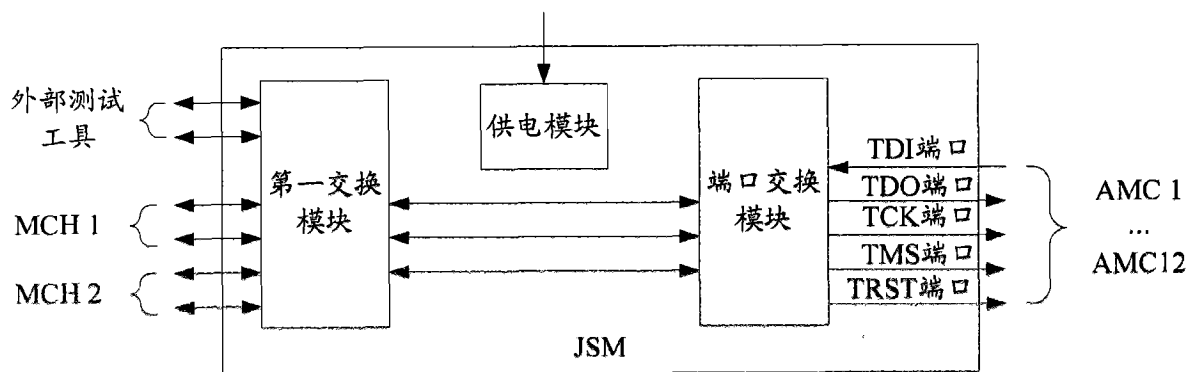 外部测试
工具
MCH 1
MCH 2
第一交换
模块
供电模块
端口交换
模块
TDI端口
TDO端口
TCK端口
TMS端口
TRST端口
AMC 1
...
AMC12
JSM